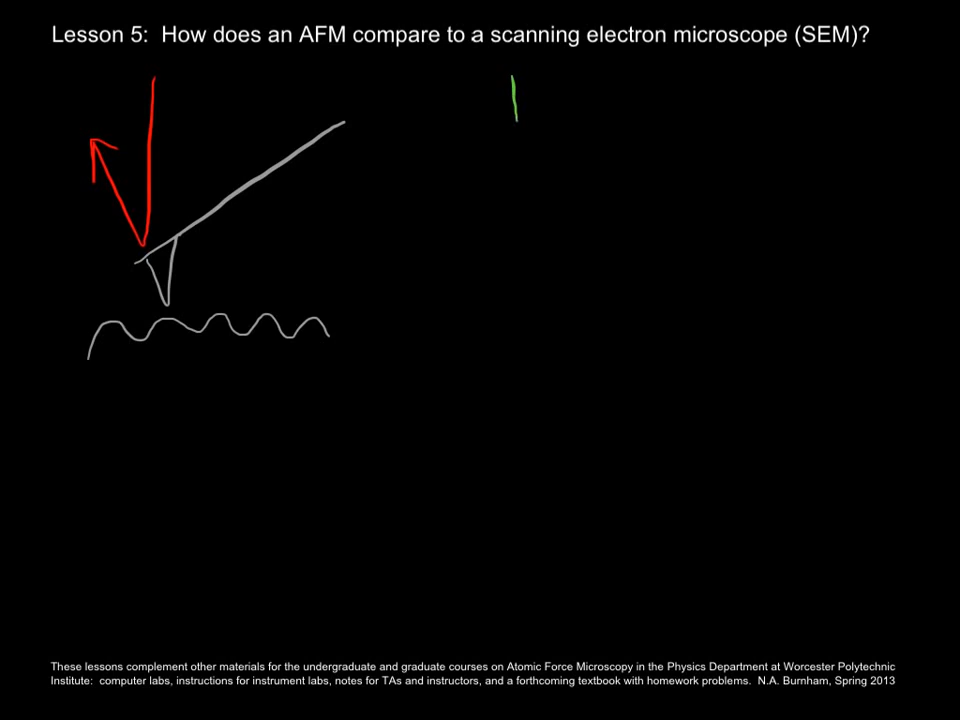 Lesson 5:  How does an AFM compare to a scanning electron microscope (SEM)?
These lessons complement other materials for the undergraduate and graduate courses on Atomic Force Microscopy in the Physics Department at Worcester Polytechnic
Institute:  computer labs, instructions for instrument labs, notes for TAs and instructors, and a forthcoming textbook with homework problems.  N.A. Burnham, Spring 2013